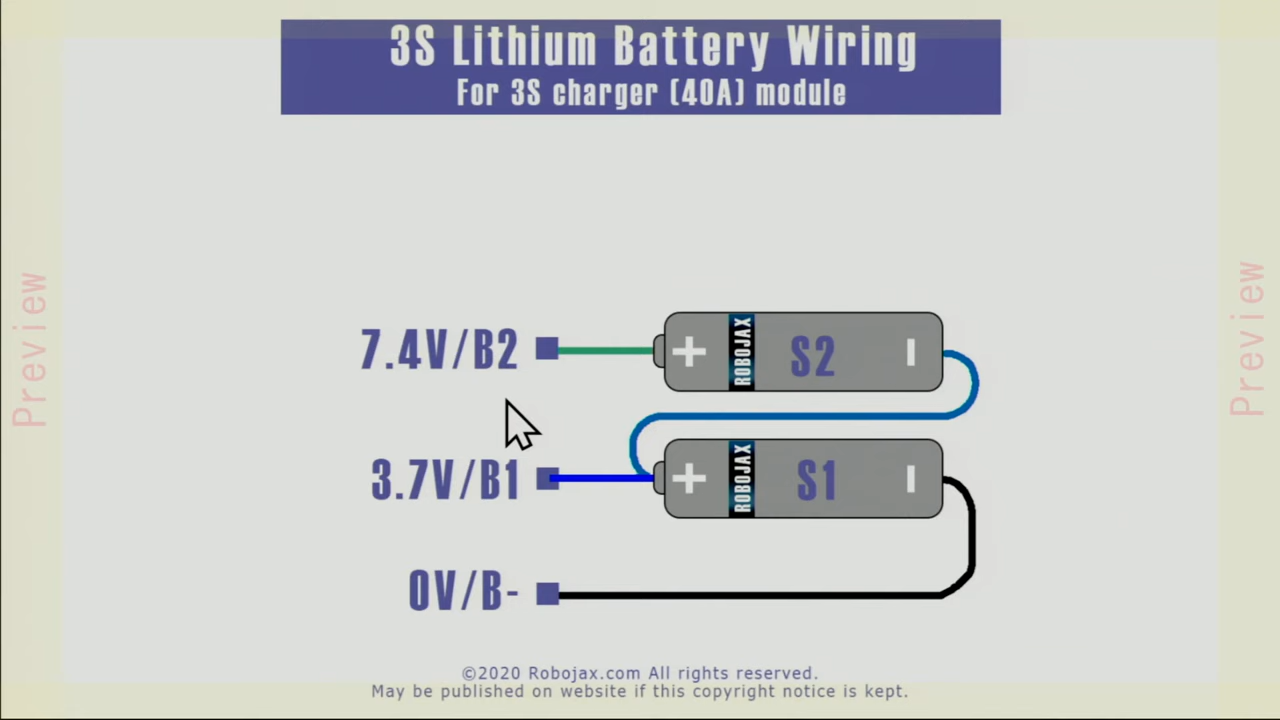 3S Lithium Battery Wiring
For 3S charger (40A) module
Preview
Preview
7.4V/B2
+ ROBOJAX S2 -
3.7V/B1
+ ROBOJAX S1 -
0V/B-
©2020 Robojax.com All rights reserved.
May be published on website if this copyright notice is kept.